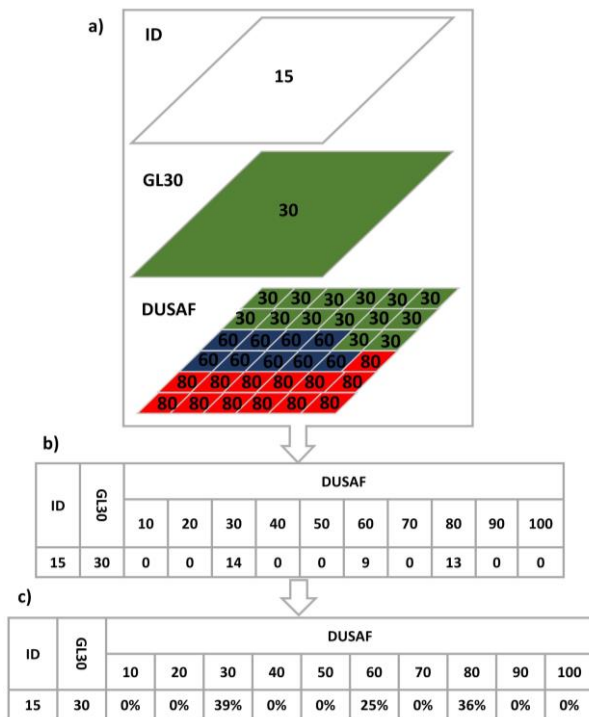 a)
ID
15
GL30
30
DUSAF
30 30 30 30 30 30
30 30 30 30 30 30
60 60 60 60 30 30
60 60 60 60 60 80
80 80 80 80 80 80
80 80 80 80 80 80
b)
ID GL30 DUSAF
10 20 30 40 50 60 70 80 90 100
15 30 0 0 14 0 0 9 0 13 0 0
c)
ID GL30 DUSAF
10 20 30 40 50 60 70 80 90 100
15 30 0% 0% 39% 0% 0% 25% 0% 36% 0% 0%